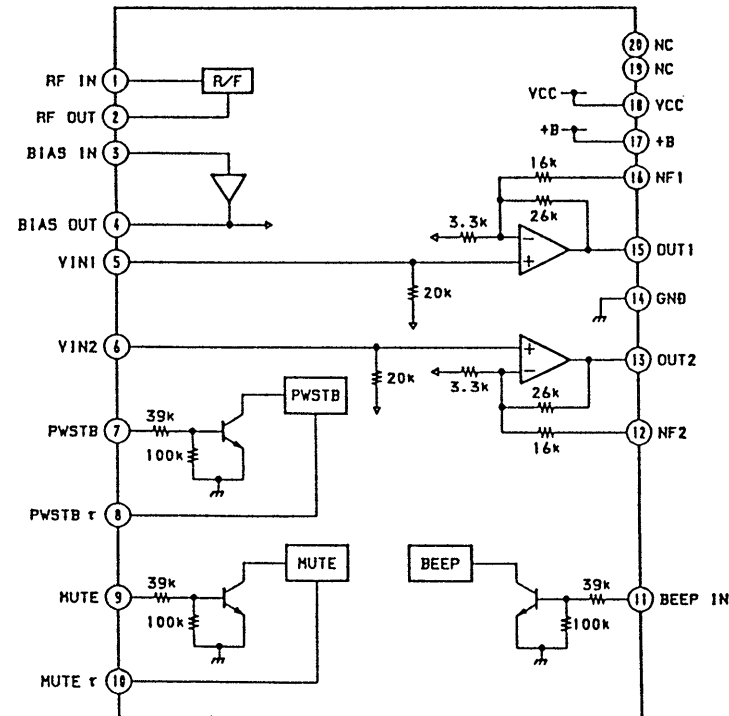 20 NC
19 NC
RF IN 1 R/F
VCC 18 VCC
RF OUT 2
+B 17 +B
BIAS IN 3
16k 16 NF1
26k
3.3k
BIAS OUT 4
- +
15 OUT1
VIN1 5
20k
14 GND
VIN2 6
+ -
13 OUT2
20k
3.3k
26k
PWSTB
39k
PWSTB 7
12 NF2
16k
100k
PWSTB τ 8
MUTE
BEEP
39k
39k
MUTE 9
11 BEEP IN
100k
100k
MUTE τ 10